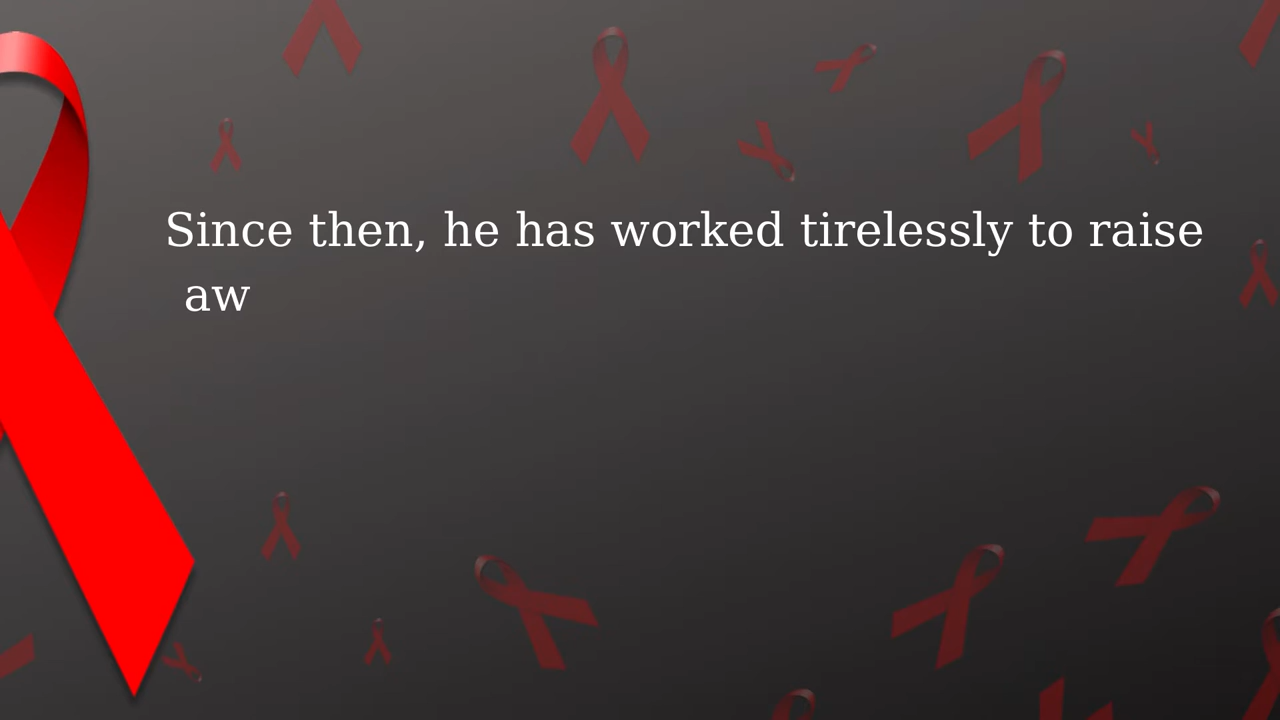 Since then, he has worked tirelessly to raise
aw